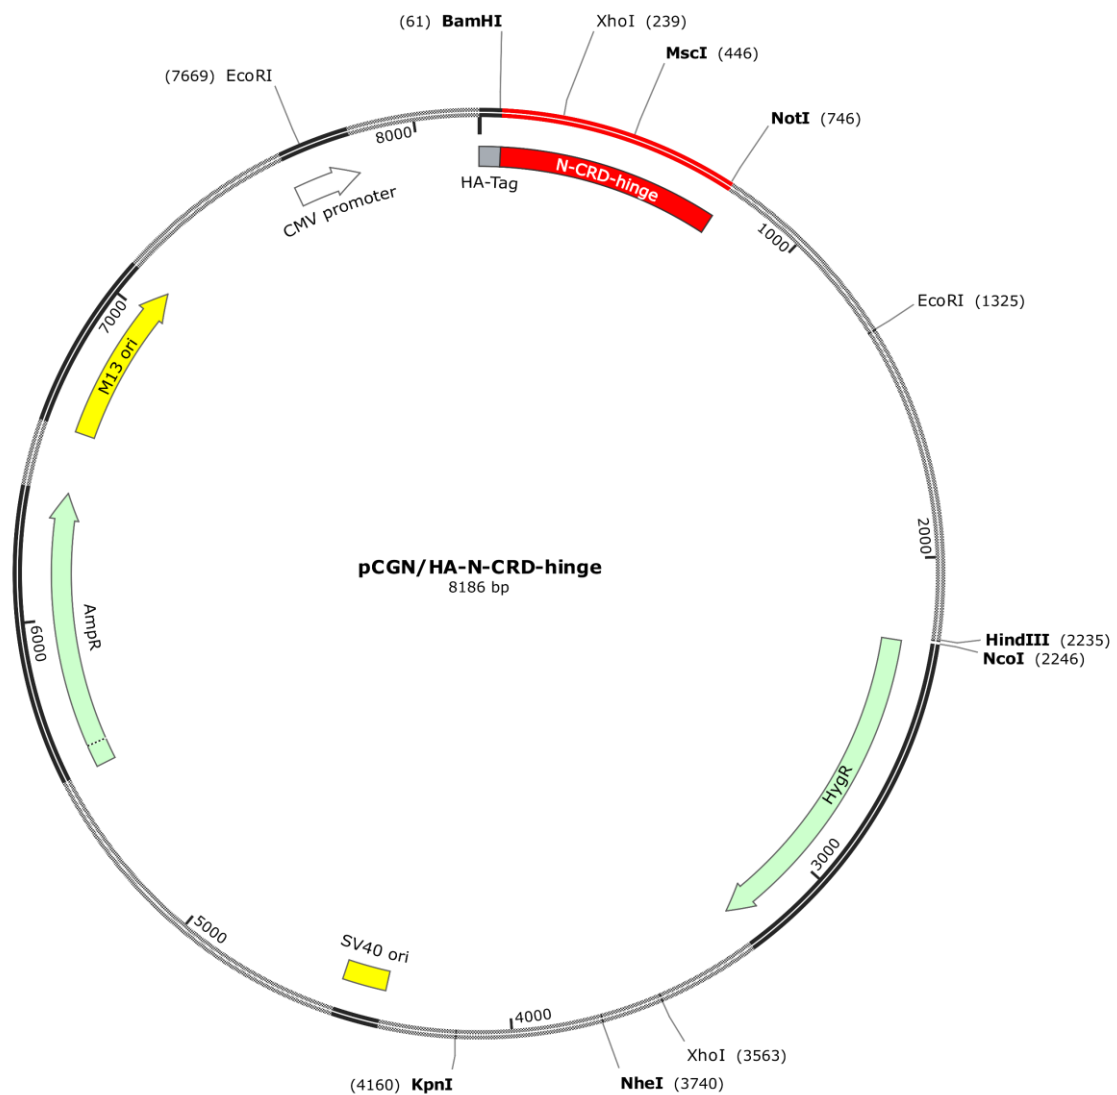 (61) BamHI
XhoI (239)
MscI (446)
(7669) EcoRI
NotI (746)
8000
N-CRD-hinge
HA-Tag
CMV promoter
1000
EcoRI (1325)
7000
M13 ori
2000
pCGN/HA-N-CRD-hinge
8186 bp
AmpR
6000
HindIII (2235)
NcoI (2246)
HygR
3000
5000
SV40 ori
4000
XhoI (3563)
(4160) KpnI
NheI (3740)